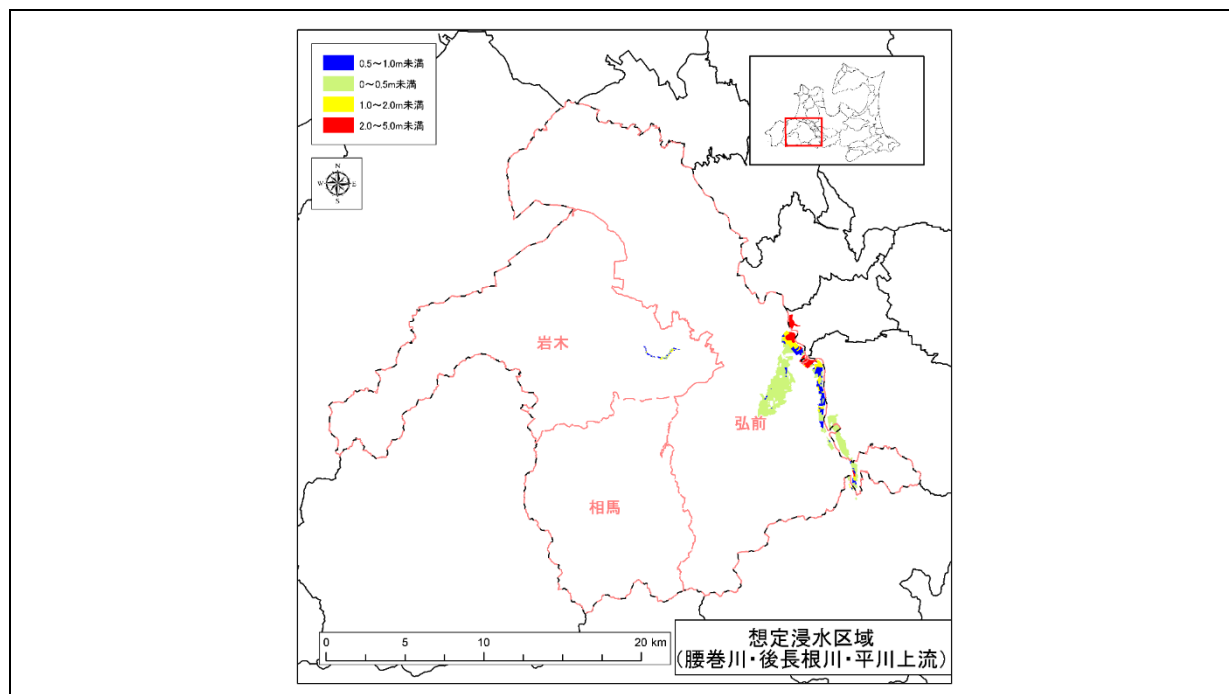 0.5～1.0m未満
0～0.5m未満
1.0～2.0m未満
2.0～5.0m未満
N
W E
S
岩木
弘前
相馬
0 5 10 20 km
想定浸水区域
(腰巻川・後長根川・平川上流)